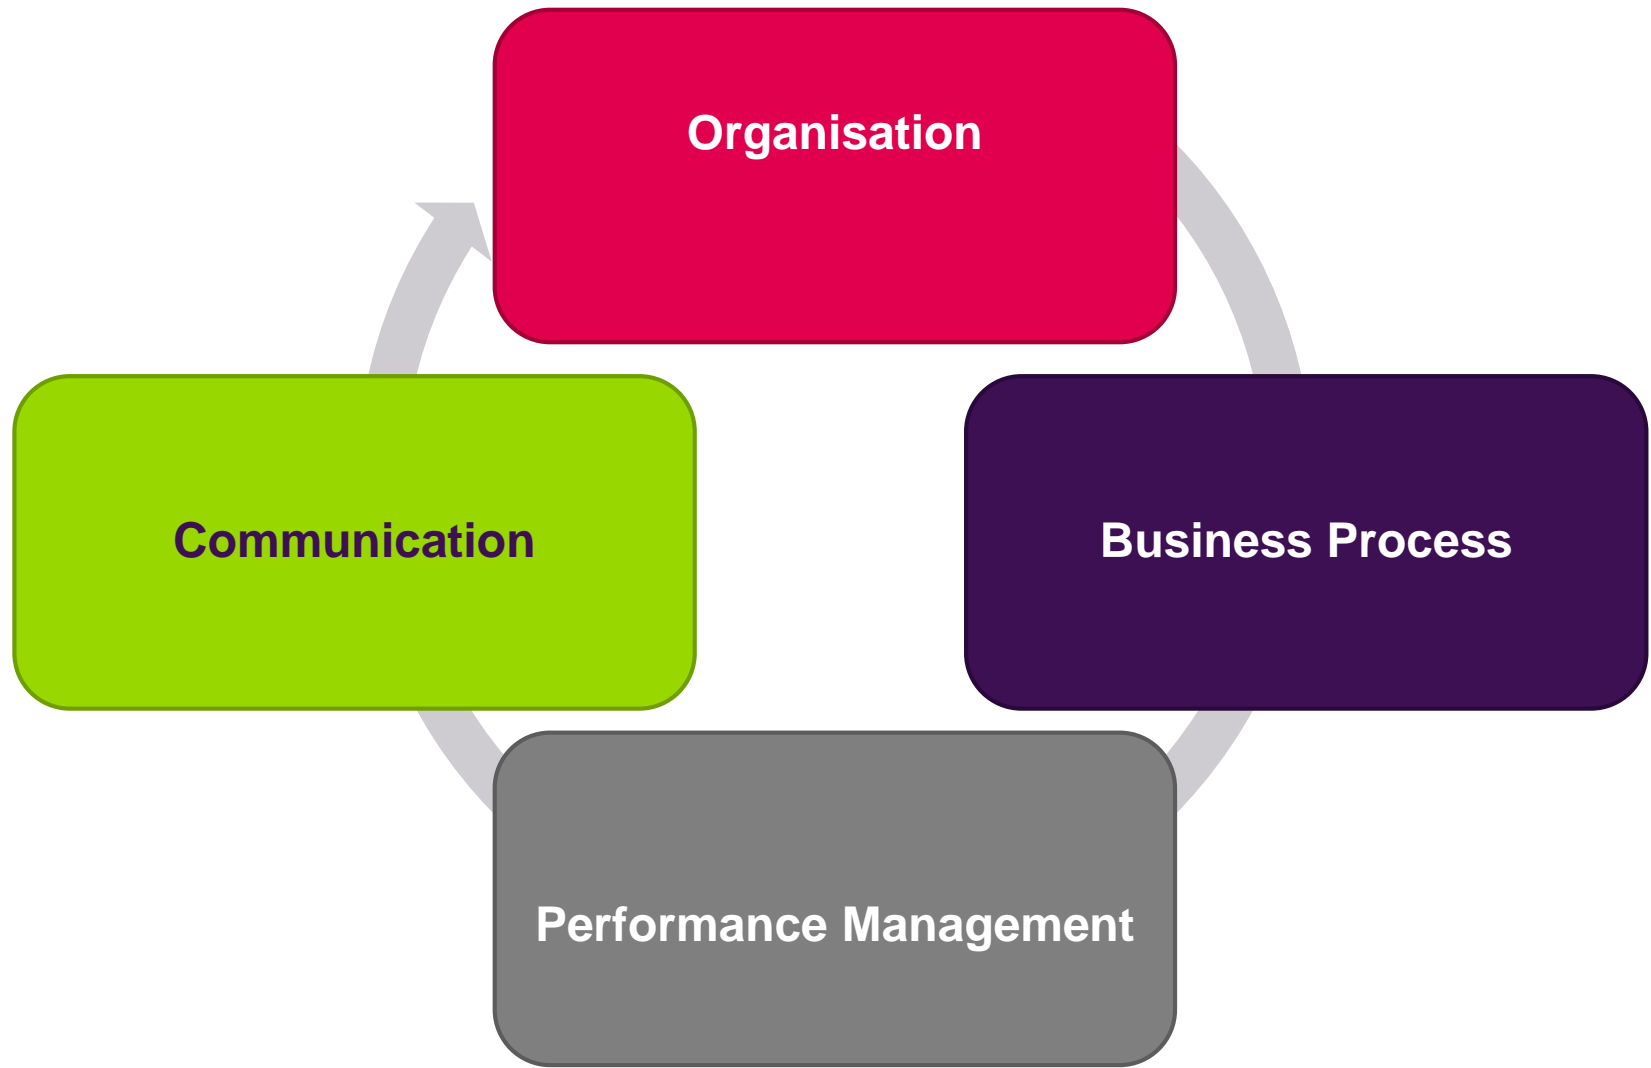 Organisation
Communication
Business Process
Performance Management